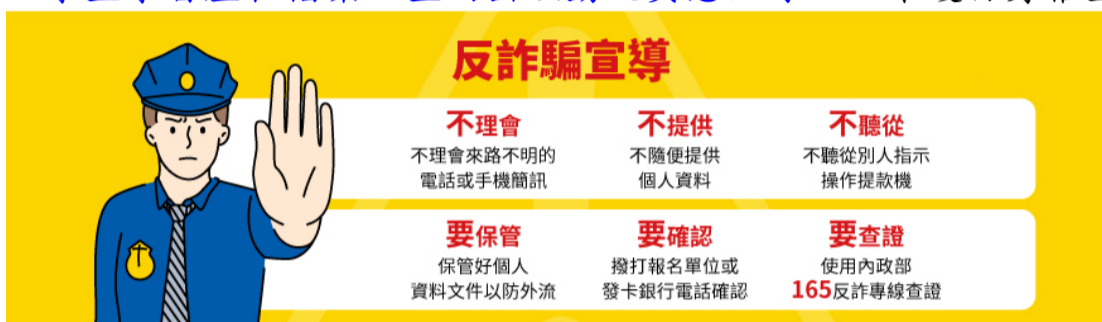 反詐騙宣導
不理會
不提供
不聽從
不理會來路不明的
電話或手機簡訊
不隨便提供
個人資料
不聽從別人指示
操作提款機
要保管
要確認
要查證
保管好個人
資料文件以防外流
撥打報名單位或
發卡銀行電話確認
使用內政部
165反詐專線查證